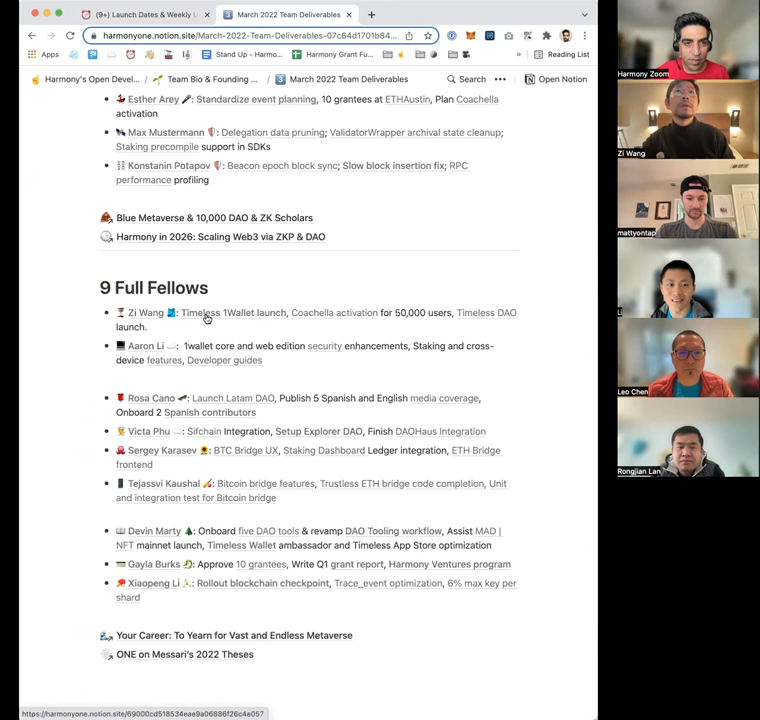 (9+) Launch Dates & Weekly U
March 2022 Team Deliverables
harmonyone.notion.site/March-2022-Team-Deliverables-07c64d1701b84...
Apps
Stand Up - Harmo...
Harmony Grant Fu...
»
Reading List
Harmony's Open Devel... / Team Bio & Founding ... / March 2022 Team Deliverables
Search
Open Notion
Esther Arey : Standardize event planning, 10 grantees at ETHAustin, Plan Coachella
activation
Max Mustermann : Delegation data pruning; ValidatorWrapper archival state cleanup;
Staking precompile support in SDKs
Konstanin Potapov : Beacon epoch block sync; Slow block insertion fix; RPC
performance profiling
Blue Metaverse & 10,000 DAO & ZK Scholars
Harmony in 2026: Scaling Web3 via ZKP & DAO
9 Full Fellows
Zi Wang : Timeless 1Wallet launch, Coachella activation for 50,000 users, Timeless DAO
launch.
Aaron Li : 1wallet core and web edition security enhancements, Staking and cross-
device features, Developer guides
Rosa Cano : Launch Latam DAO, Publish 5 Spanish and English media coverage,
Onboard 2 Spanish contributors
Victa Phu : Sifchain Integration, Setup Explorer DAO, Finish DAOHaus Integration
Sergey Karasev : BTC Bridge UX, Staking Dashboard Ledger integration, ETH Bridge
frontend
Tejassvi Kaushal : Bitcoin bridge features, Trustless ETH bridge code completion, Unit
and integration test for Bitcoin bridge
Devin Marty : Onboard five DAO tools & revamp DAO Tooling workflow, Assist MAD |
NFT mainnet launch, Timeless Wallet ambassador and Timeless App Store optimization
Gayla Burks : Approve 10 grantees, Write Q1 grant report, Harmony Ventures program
Xiaopeng Li : Rollout blockchain checkpoint, Trace_event optimization, 6% max key per
shard
Your Career: To Yearn for Vast and Endless Metaverse
ONE on Messari's 2022 Theses
https://harmonyone.notion.site/69000cd518534eae9a06886f26c4e057
Harmony Zoom
Zi Wang
mattyontap
Li
Leo Chen
Rongjian Lan